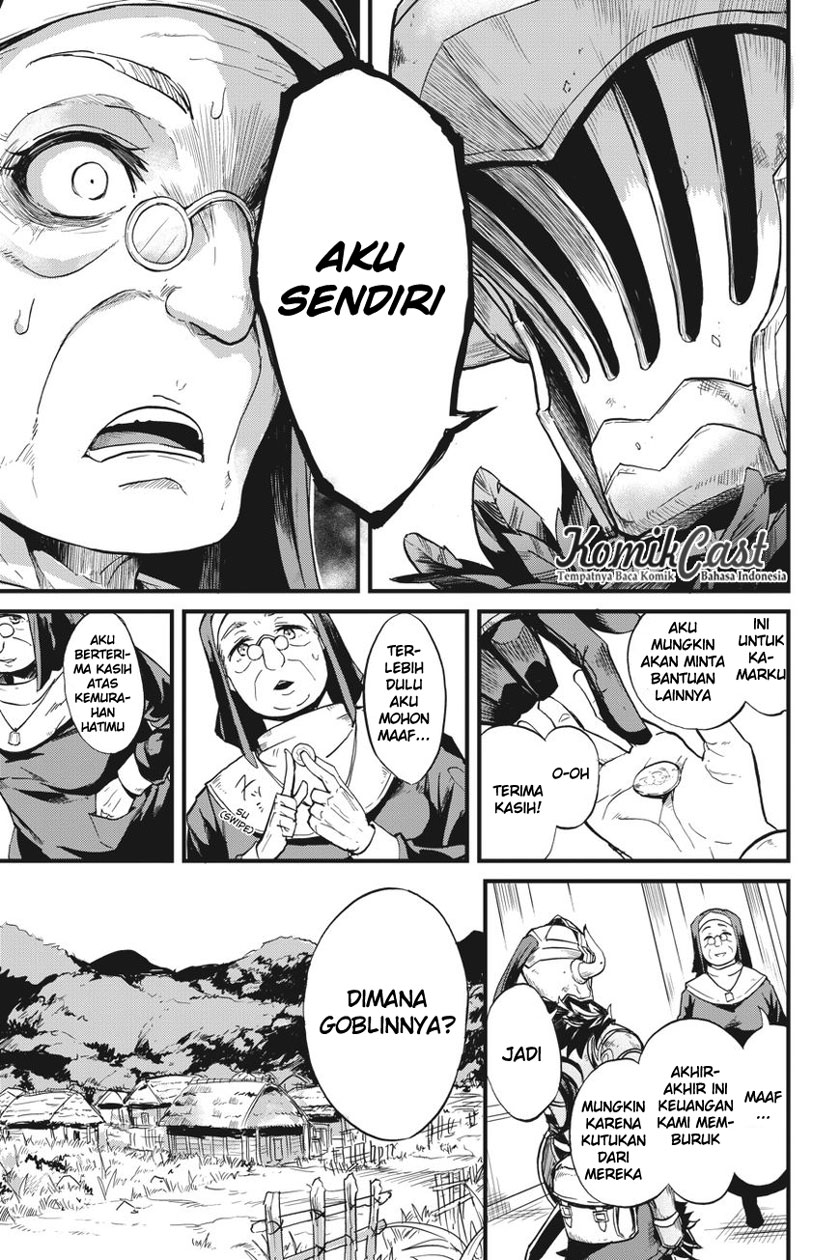 AKU
SENDIRI
KomikCast
Tempatnya Baca Komik Bahasa Indonesia
INI
UNTUK
KA-
MARKU
AKU
MUNGKIN
AKAN MINTA
BANTUAN
LAINNYA
O-OH
TERIMA
KASIH!
TER-
LEBIH
DULU
AKU
MOHON
MAAF...
SU
(SWIPE)
AKU
BERTERI-
MA KASIH
ATAS
KEMURA-
HAN
HATIMU
MAAF
...
AKHIR-
AKHIR INI
KEUANGAN
KAMI MEM-
BURUK
MUNGKIN
KARENA
KUTUKAN
DARI
MEREKA
JADI
DIMANA
GOBLINNYA?